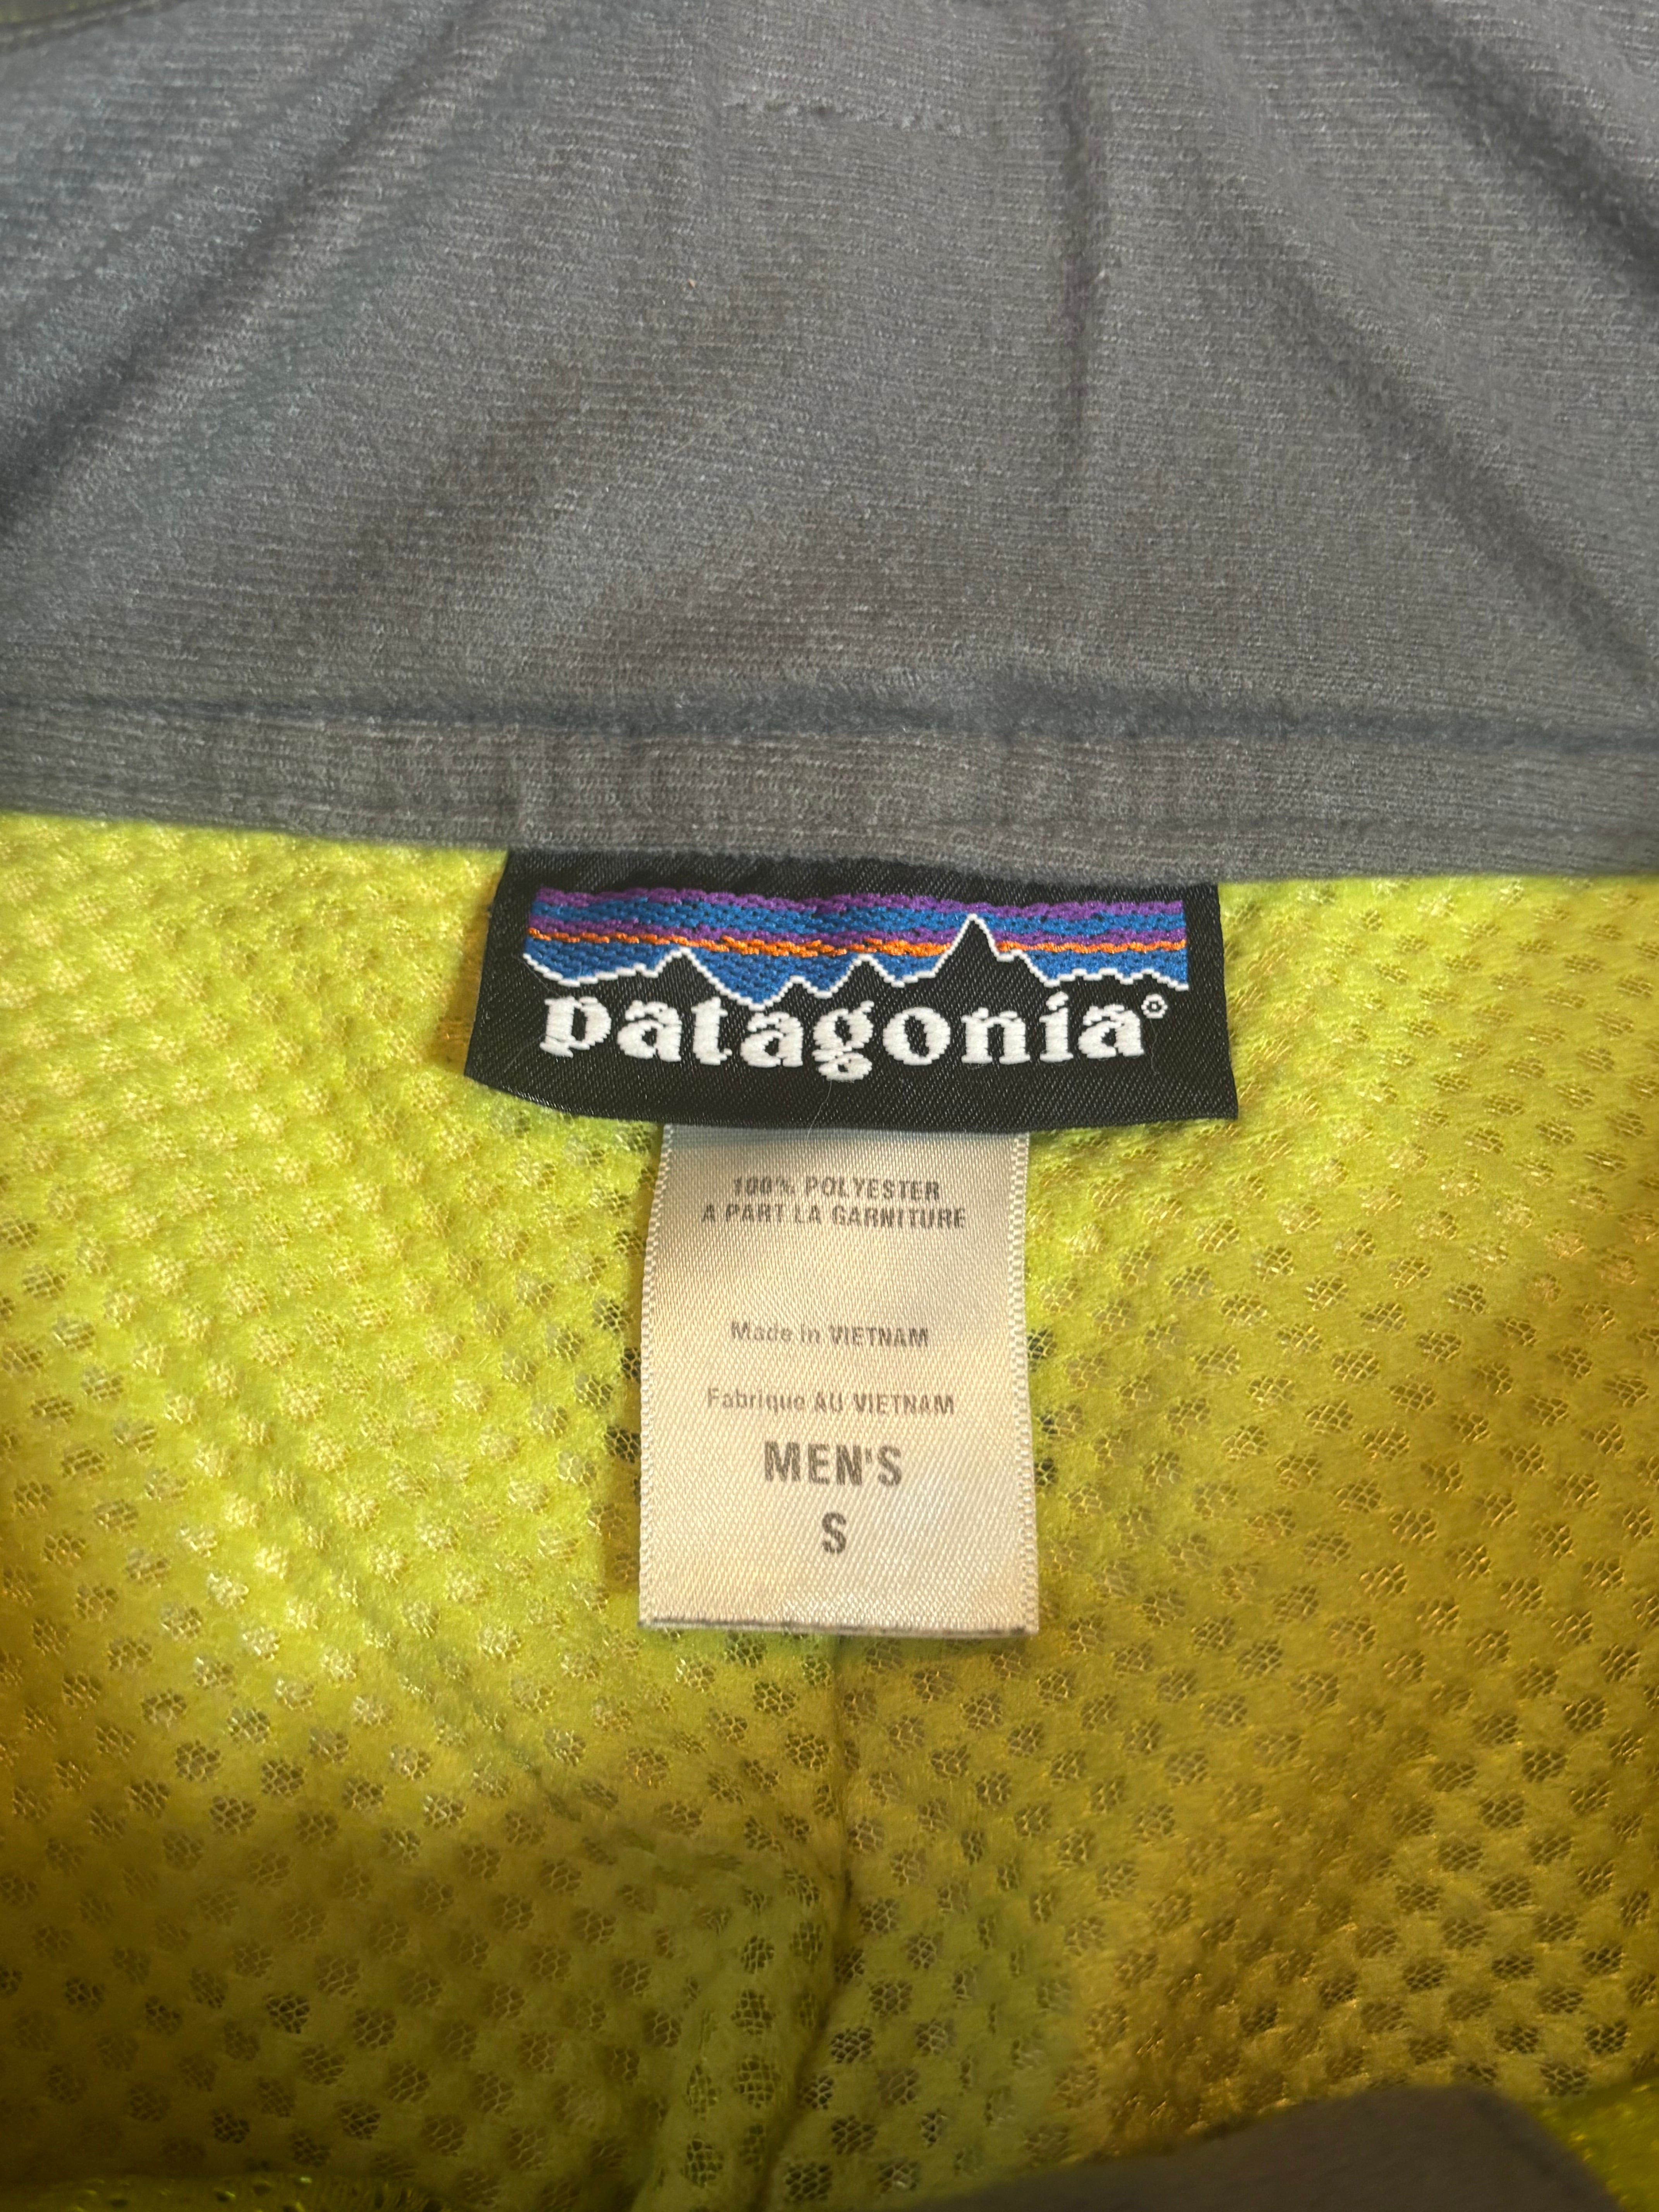 patagonia®
100% POLYESTER
A PART LA GARNITURE
Made in VIETNAM
Fabrique AU VIETNAM
MEN'S
S